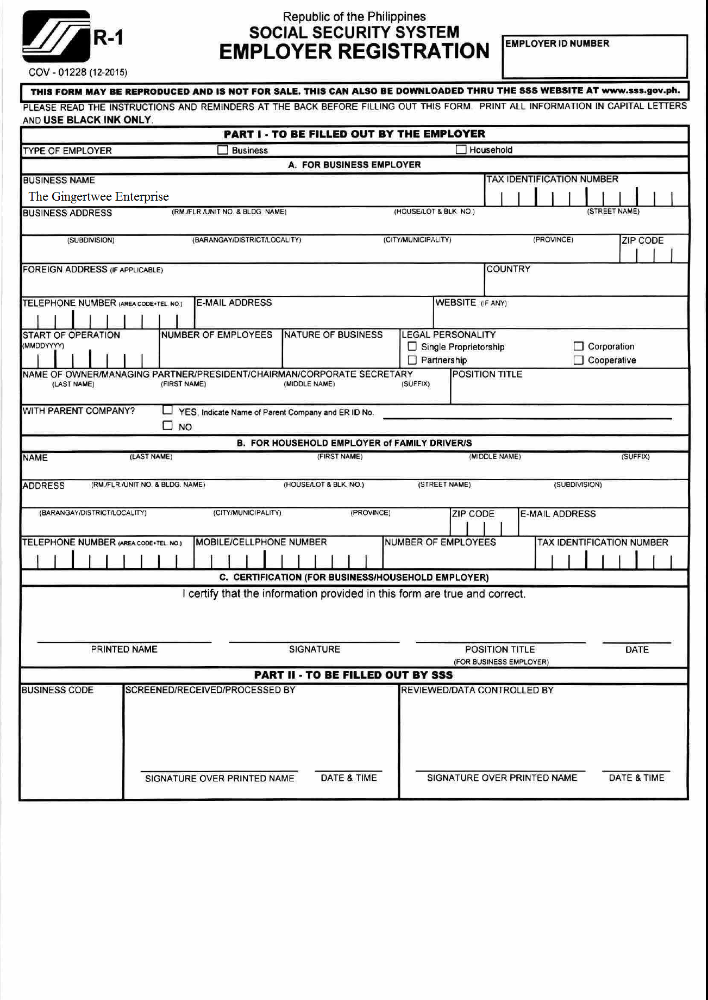 Republic of the Philippines
SOCIAL SECURITY SYSTEM
EMPLOYER REGISTRATION
R-1
COV - 01228 (12-2015)
EMPLOYER ID NUMBER
THIS FORM MAY BE REPRODUCED AND IS NOT FOR SALE. THIS CAN ALSO BE DOWNLOADED THRU THE SSS WEBSITE AT www.sss.gov.ph.
PLEASE READ THE INSTRUCTIONS AND REMINDERS AT THE BACK BEFORE FILLING OUT THIS FORM. PRINT ALL INFORMATION IN CAPITAL LETTERS
AND USE BLACK INK ONLY.
PART I - TO BE FILLED OUT BY THE EMPLOYER
TYPE OF EMPLOYER Business Household
A. FOR BUSINESS EMPLOYER
BUSINESS NAME TAX IDENTIFICATION NUMBER
The Gingertwee Enterprise
BUSINESS ADDRESS (RM./FLR./UNIT NO. & BLDG. NAME) (HOUSE/LOT & BLK. NO.) (STREET NAME)
(SUBDIVISION) (BARANGAY/DISTRICT/LOCALITY) (CITY/MUNICIPALITY) (PROVINCE) ZIP CODE
FOREIGN ADDRESS (IF APPLICABLE) COUNTRY
TELEPHONE NUMBER (AREA CODE+TEL. NO.) E-MAIL ADDRESS WEBSITE (IF ANY)
START OF OPERATION NUMBER OF EMPLOYEES NATURE OF BUSINESS LEGAL PERSONALITY
(MMDDYYYY) Single Proprietorship Corporation
Partnership Cooperative
NAME OF OWNER/MANAGING PARTNER/PRESIDENT/CHAIRMAN/CORPORATE SECRETARY POSITION TITLE
(LAST NAME) (FIRST NAME) (MIDDLE NAME) (SUFFIX)
WITH PARENT COMPANY? YES, Indicate Name of Parent Company and ER ID No.
NO
B. FOR HOUSEHOLD EMPLOYER of FAMILY DRIVER/S
NAME (LAST NAME) (FIRST NAME) (MIDDLE NAME) (SUFFIX)
ADDRESS (RM./FLR./UNIT NO. & BLDG. NAME) (HOUSE/LOT & BLK. NO.) (STREET NAME) (SUBDIVISION)
(BARANGAY/DISTRICT/LOCALITY) (CITY/MUNICIPALITY) (PROVINCE) ZIP CODE E-MAIL ADDRESS
TELEPHONE NUMBER (AREA CODE+TEL. NO.) MOBILE/CELLPHONE NUMBER NUMBER OF EMPLOYEES TAX IDENTIFICATION NUMBER
C. CERTIFICATION (FOR BUSINESS/HOUSEHOLD EMPLOYER)
I certify that the information provided in this form are true and correct.
PRINTED NAME SIGNATURE POSITION TITLE DATE
(FOR BUSINESS EMPLOYER)
PART II - TO BE FILLED OUT BY SSS
BUSINESS CODE SCREENED/RECEIVED/PROCESSED BY REVIEWED/DATA CONTROLLED BY
SIGNATURE OVER PRINTED NAME DATE & TIME SIGNATURE OVER PRINTED NAME DATE & TIME